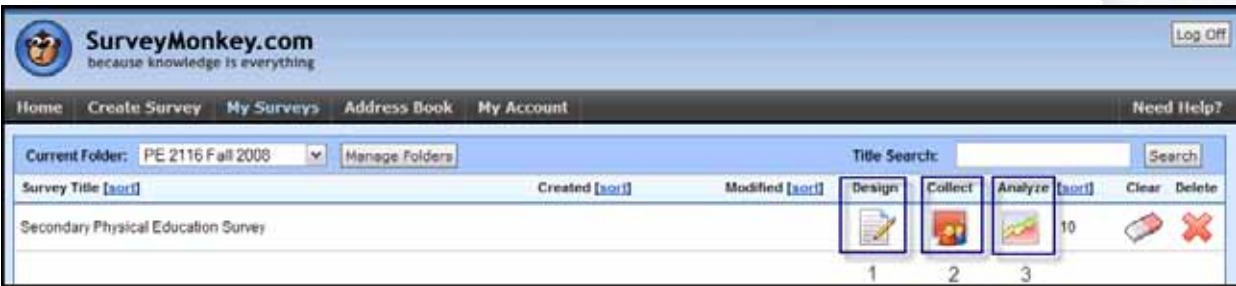 SurveyMonkey.com
because knowledge is everything
Log Off
Home Create Survey My Surveys Address Book My Account Need Help?
Current Folder: PE 2116 Fall 2008 Manage Folders Title Search: Search
Survey Title [sort] Created [sort] Modified [sort] Design Collect Analyze [sort] Clear Delete
Secondary Physical Education Survey 10
1 2 3